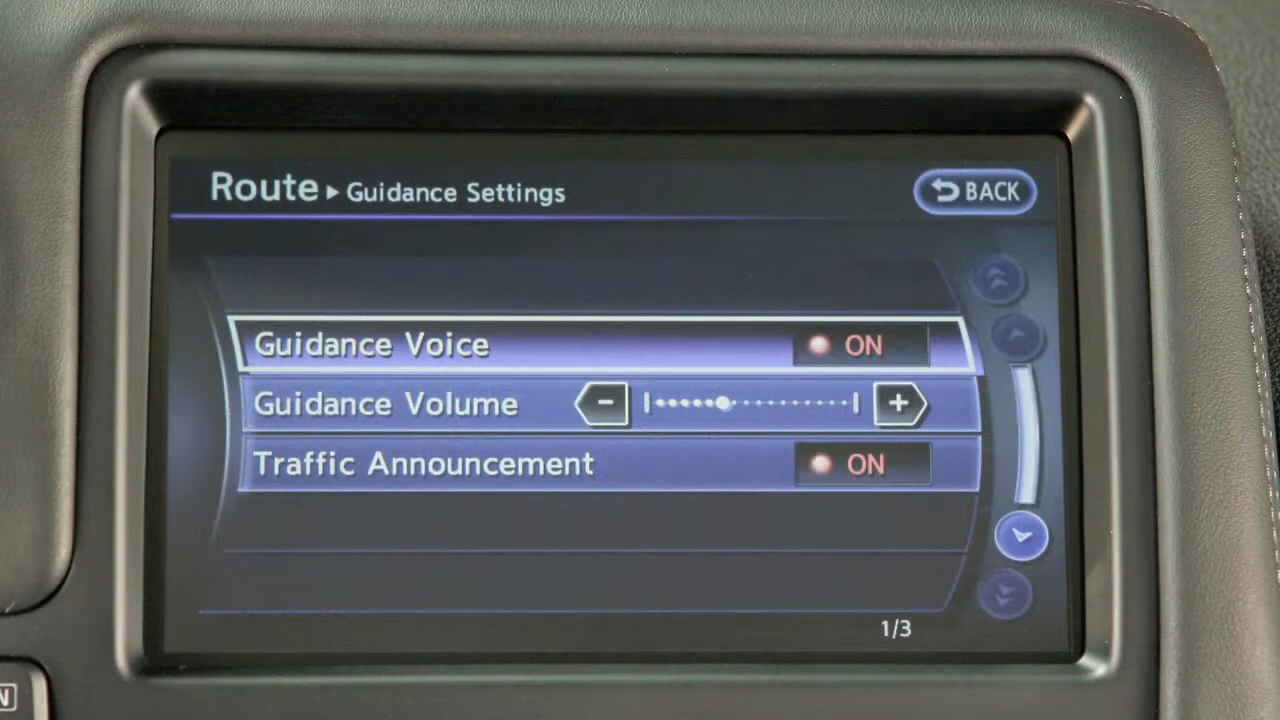 Route ▸ Guidance Settings
BACK
Guidance Voice ON
Guidance Volume - +
Traffic Announcement ON
1/3
N